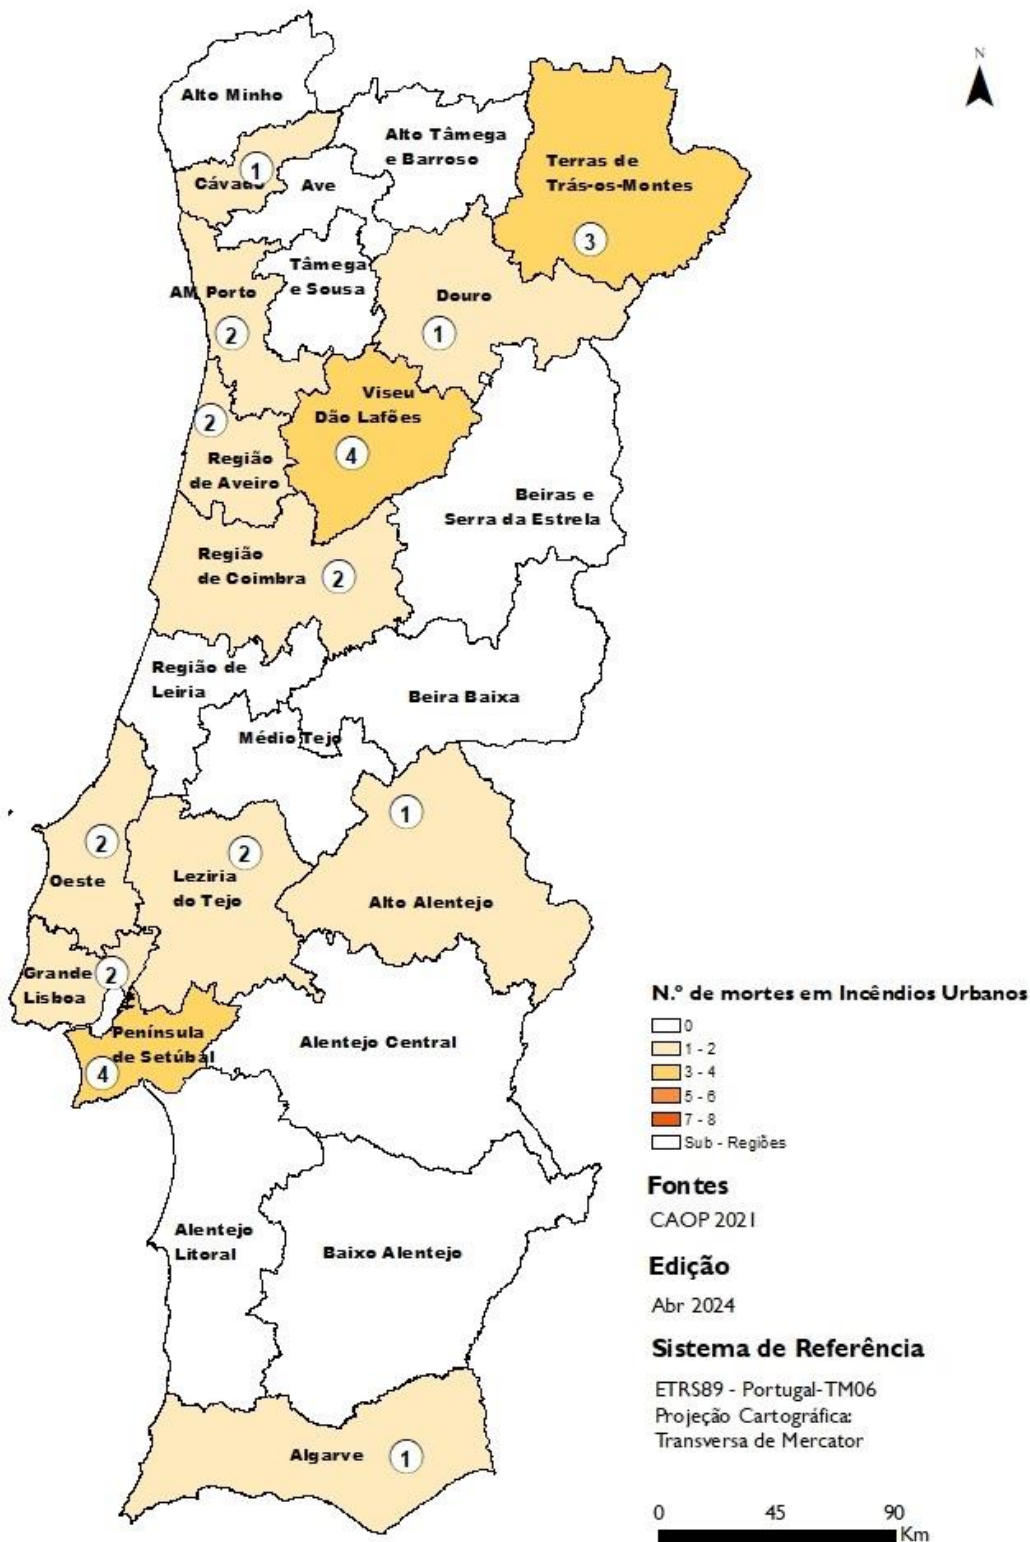 N
Alto Minho
Alto Tâmega
e Barroso
Terras de
Trás-os-Montes
1
Cávado
Ave
3
Tâmega
e Sousa
AM Porto
Douro
2
1
Viseu
Dão Lafões
2
4
Região
de Aveiro
Beiras e
Serra da Estrela
Região
de Coimbra
2
Região de
Leiria
Beira Baixa
Médio Tejo
1
2
2
Oeste
Leziria
do Tejo
Alto Alentejo
Grande
Lisboa
2
Península
de Setúbal
4
Alentejo Central
N.º de mortes em Incêndios Urbanos
0
1 - 2
3 - 4
5 - 6
7 - 8
Sub - Regiões
Fontes
CAOP 2021
Alentejo
Litoral
Baixo Alentejo
Edição
Abr 2024
Sistema de Referência
ETRS89 - Portugal-TM06
Projeção Cartográfica:
Transversa de Mercator
Algarve
1
0 45 90
Km